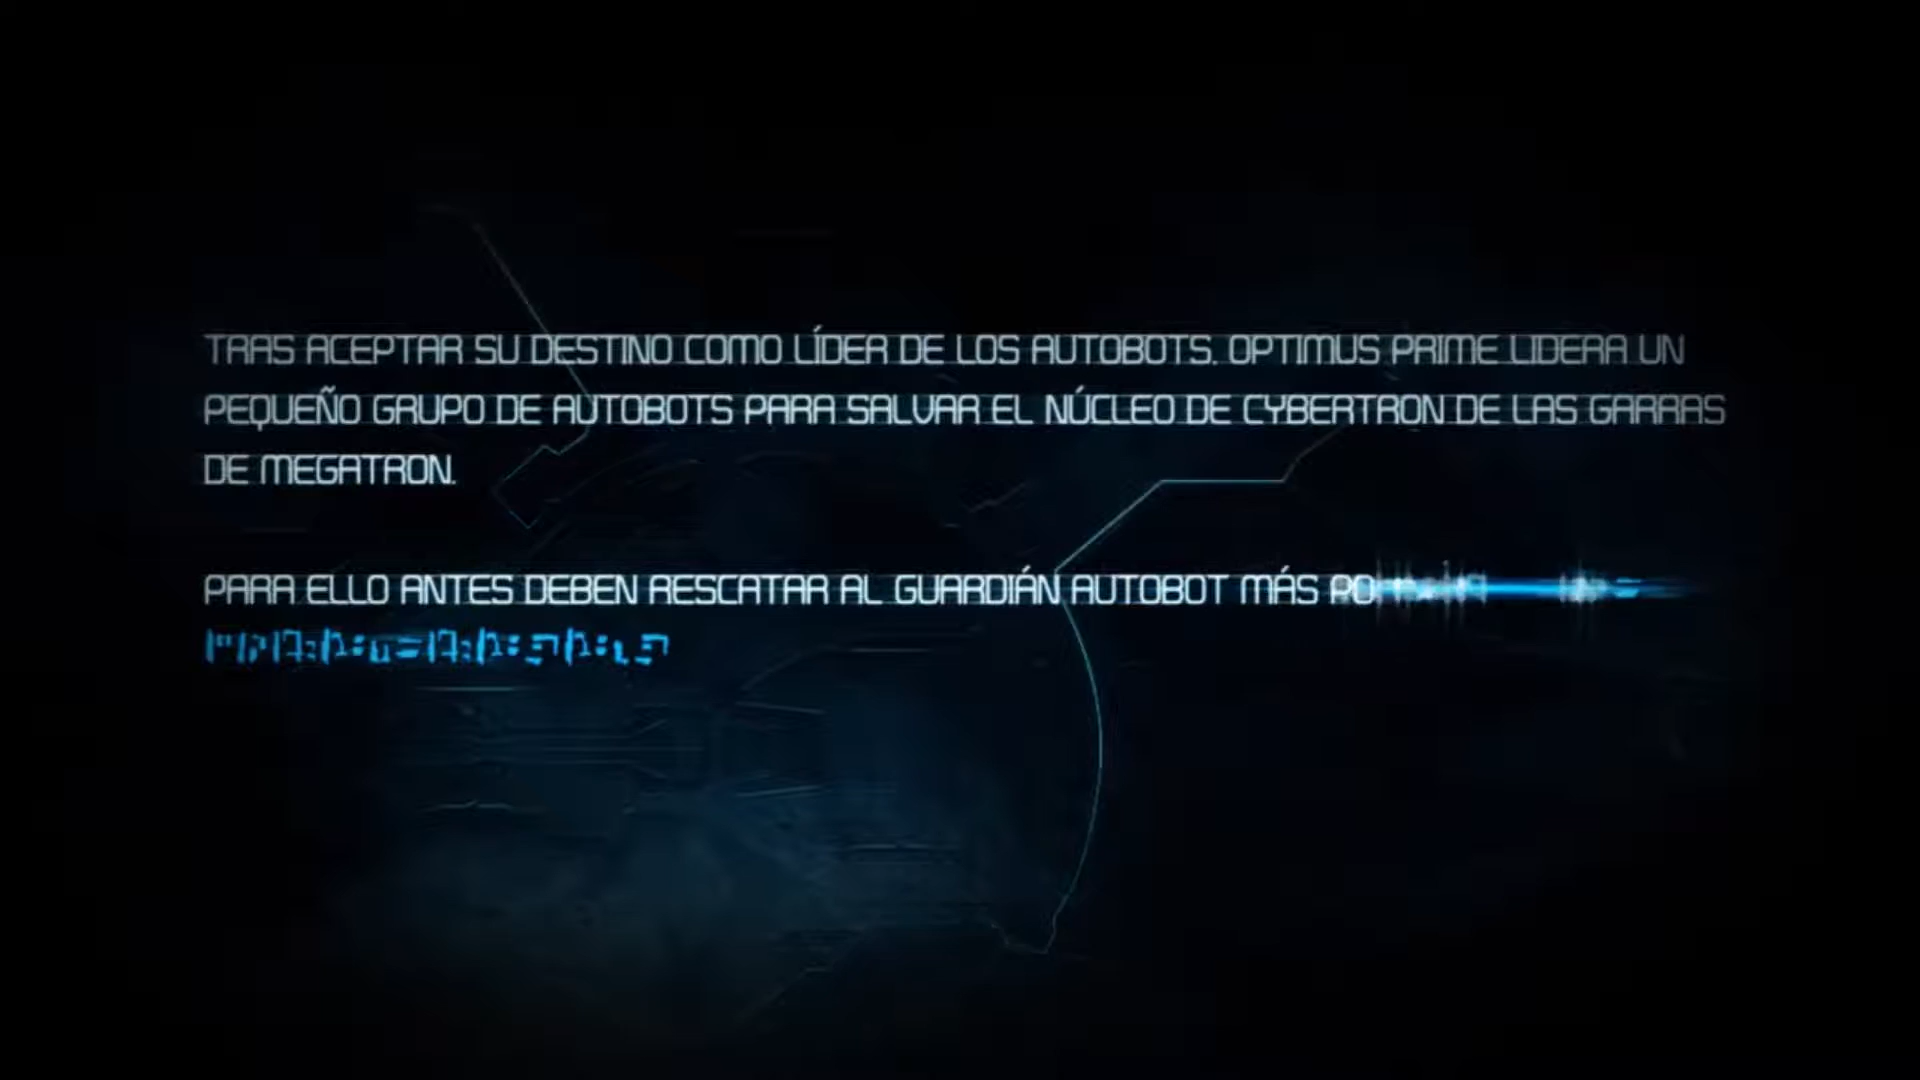 TRAS ACEPTAR SU DESTINO COMO LÍDER DE LOS AUTOBOTS, OPTIMUS PRIME LIDERA UN
PEQUEÑO GRUPO DE AUTOBOTS PARA SALVAR EL NÚCLEO DE CYBERTRON DE LAS GARRAS
DE MEGATRON.
PARA ELLO ANTES DEBEN RESCATAR AL GUARDIÁN AUTOBOT MÁS PO